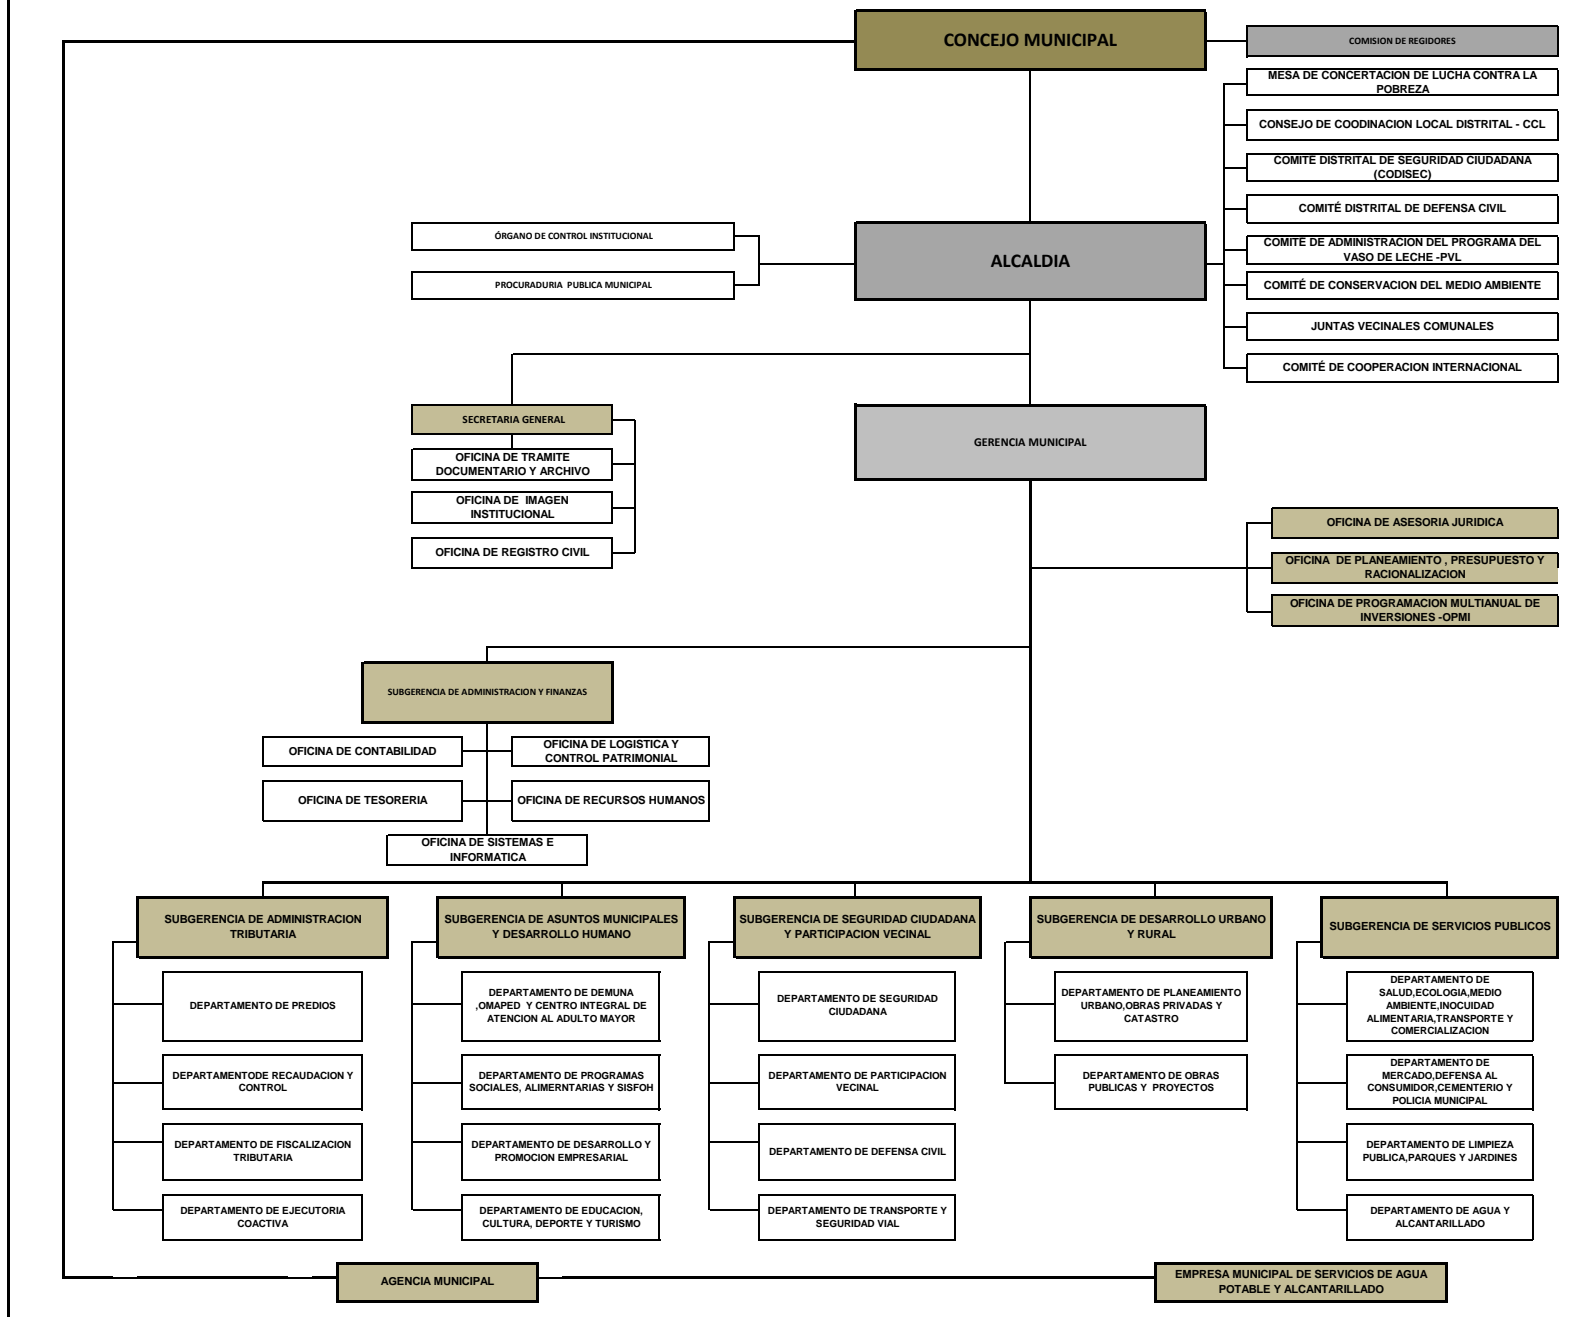 CONCEJO MUNICIPAL
COMISION DE REGIDORES
MESA DE CONCERTACION DE LUCHA CONTRA LA
POBREZA
CONSEJO DE COODINACION LOCAL DISTRITAL - CCL
COMITÉ DISTRITAL DE SEGURIDAD CIUDADANA
(CODISEC)
COMITÉ DISTRITAL DE DEFENSA CIVIL
COMITÉ DE ADMINISTRACION DEL PROGRAMA DEL
VASO DE LECHE -PVL
COMITÉ DE CONSERVACION DEL MEDIO AMBIENTE
JUNTAS VECINALES COMUNALES
COMITÉ DE COOPERACION INTERNACIONAL
ÓRGANO DE CONTROL INSTITUCIONAL
PROCURADURIA PUBLICA MUNICIPAL
ALCALDIA
SECRETARIA GENERAL
OFICINA DE TRAMITE
DOCUMENTARIO Y ARCHIVO
OFICINA DE IMAGEN
INSTITUCIONAL
OFICINA DE REGISTRO CIVIL
GERENCIA MUNICIPAL
OFICINA DE ASESORIA JURIDICA
OFICINA DE PLANEAMIENTO , PRESUPUESTO Y
RACIONALIZACION
OFICINA DE PROGRAMACION MULTIANUAL DE
INVERSIONES -OPMI
SUBGERENCIA DE ADMINISTRACION Y FINANZAS
OFICINA DE CONTABILIDAD
OFICINA DE LOGISTICA Y
CONTROL PATRIMONIAL
OFICINA DE TESORERIA
OFICINA DE RECURSOS HUMANOS
OFICINA DE SISTEMAS E
INFORMATICA
SUBGERENCIA DE ADMINISTRACION
TRIBUTARIA
DEPARTAMENTO DE PREDIOS
DEPARTAMENTODE RECAUDACION Y
CONTROL
DEPARTAMENTO DE FISCALIZACION
TRIBUTARIA
DEPARTAMENTO DE EJECUTORIA
COACTIVA
SUBGERENCIA DE ASUNTOS MUNICIPALES
Y DESARROLLO HUMANO
DEPARTAMENTO DE DEMUNA
,OMAPED Y CENTRO INTEGRAL DE
ATENCION AL ADULTO MAYOR
DEPARTAMENTO DE PROGRAMAS
SOCIALES, ALIMERNTARIAS Y SISFOH
DEPARTAMENTO DE DESARROLLO Y
PROMOCION EMPRESARIAL
DEPARTAMENTO DE EDUCACION,
CULTURA, DEPORTE Y TURISMO
SUBGERENCIA DE SEGURIDAD CIUDADANA
Y PARTICIPACION VECINAL
DEPARTAMENTO DE SEGURIDAD
CIUDADANA
DEPARTAMENTO DE PARTICIPACION
VECINAL
DEPARTAMENTO DE DEFENSA CIVIL
DEPARTAMENTO DE TRANSPORTE Y
SEGURIDAD VIAL
SUBGERENCIA DE DESARROLLO URBANO
Y RURAL
DEPARTAMENTO DE PLANEAMIENTO
URBANO,OBRAS PRIVADAS Y
CATASTRO
DEPARTAMENTO DE OBRAS
PUBLICAS Y PROYECTOS
SUBGERENCIA DE SERVICIOS PUBLICOS
DEPARTAMENTO DE
SALUD,ECOLOGIA,MEDIO
AMBIENTE,INOCUIDAD
ALIMENTARIA,TRANSPORTE Y
COMERCIALIZACION
DEPARTAMENTO DE
MERCADO,DEFENSA AL
CONSUMIDOR,CEMENTERIO Y
POLICIA MUNICIPAL
DEPARTAMENTO DE LIMPIEZA
PUBLICA,PARQUES Y JARDINES
DEPARTAMENTO DE AGUA Y
ALCANTARILLADO
AGENCIA MUNICIPAL
EMPRESA MUNICIPAL DE SERVICIOS DE AGUA
POTABLE Y ALCANTARILLADO